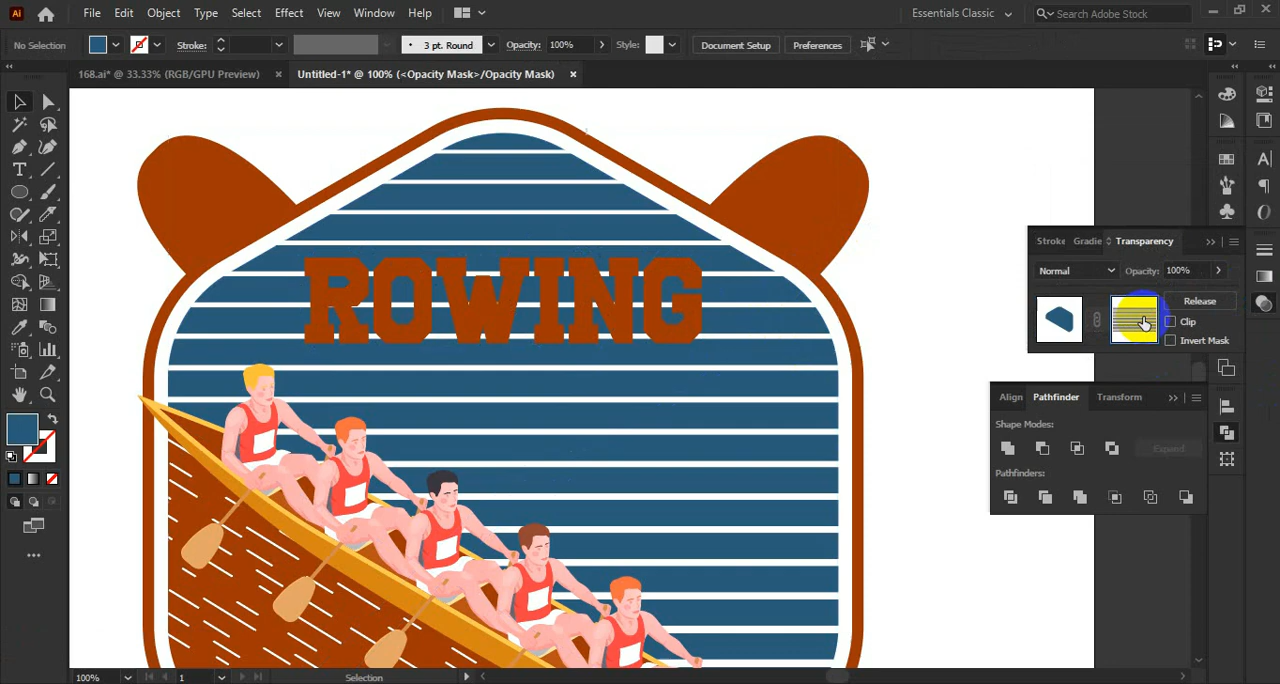 Ai File Edit Object Type Select Effect View Window Help Essentials Classic Search Adobe Stock
No Selection Stroke: 3 pt. Round Opacity: 100% Style: Document Setup Preferences
168.ai* @ 33.33% (RGB/GPU Preview) × Untitled-1* @ 100% (<Opacity Mask>/Opacity Mask) ×
ROWING
Stroke Gradie Transparency
Normal Opacity: 100%
Release
Clip
Invert Mask
Align Pathfinder Transform
Shape Modes:
Expand
Pathfinders:
100% 1 Selection